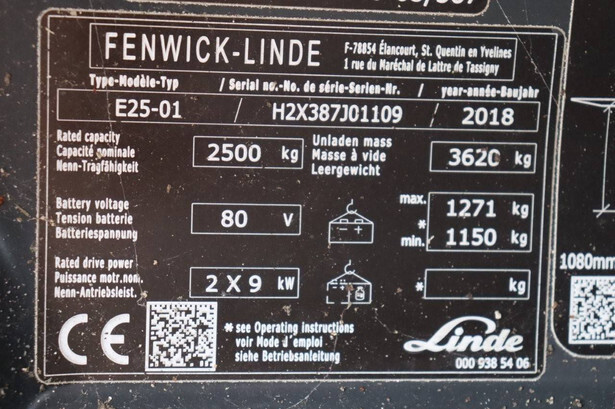 FENWICK-LINDE
F-78854 Élancourt, St. Quentin en Yvelines
1 rue du Maréchal de Lattre de Tassigny
Type-Modèle-Typ / Serial no.-No. de série-Serien-Nr. / year-année-Baujahr
E25-01 / H2X387J01109 / 2018
Rated capacity
Capacité nominale
Nenn-Tragfähigkeit
2500 kg
Unladen mass
Masse à vide
Leergewicht
3620 kg
Battery voltage
Tension batterie
Batteriespannung
80 V
max. 1271 kg
*
min. 1150 kg
Rated drive power
Puissance motr.nom.
Nenn-Antriebsleist.
2 X 9 kW
* kg
CE
* see Operating instructions
voir Mode d'emploi
siehe Betriebsanleitung
Linde
000 938 54 06
1080mm